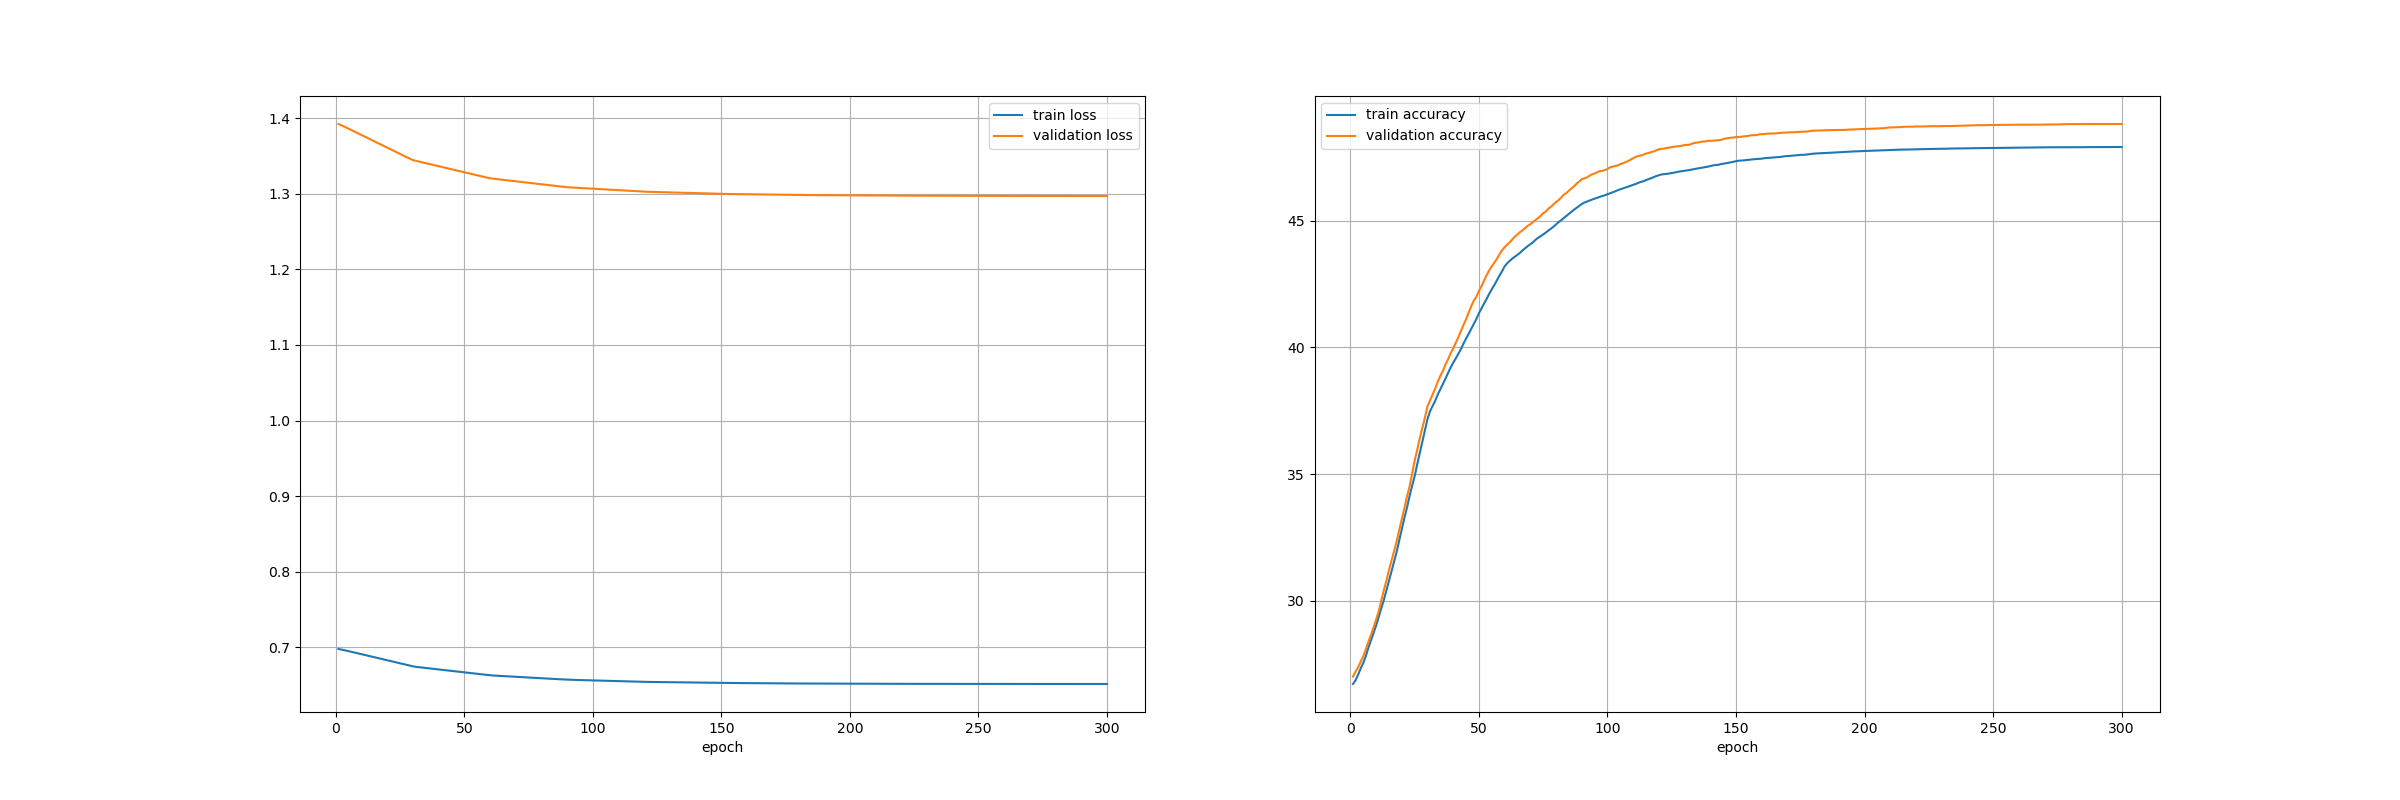 train loss
validation loss
1.4
1.3
1.2
1.1
1.0
0.9
0.8
0.7
0 50 100 150 200 250 300
epoch
train accuracy
validation accuracy
45
40
35
30
0 50 100 150 200 250 300
epoch